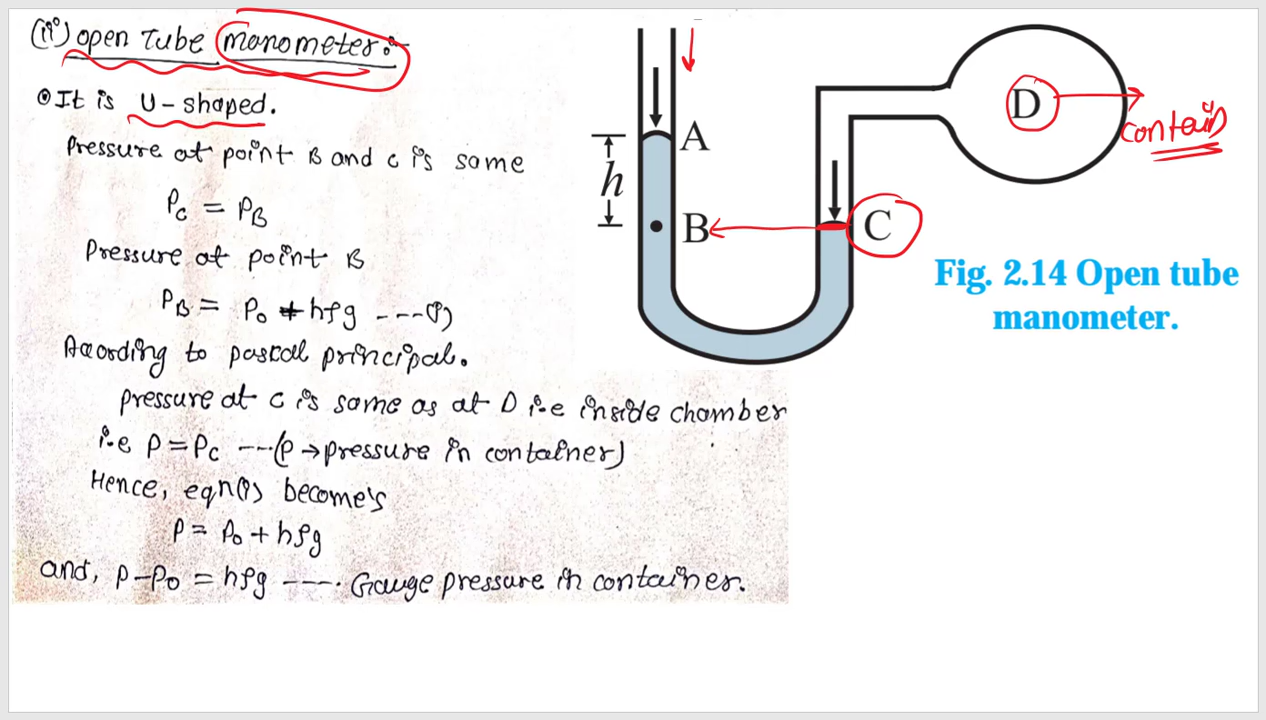 (ii) open Tube manometer:
It is U-shaped.
Pressure at point B and C is same
Pc = PB
Pressure at point B
PB = Po + hρg ---(i)
According to pascal principal.
pressure at C is same as at D i.e inside chamber
i.e P = Pc ---(P → pressure in container)
Hence, eqn(i) become's
P = Po + hρg
and, P-Po = hρg ----. Gauge pressure in container.
A
h
B
C
D
contain
Fig. 2.14 Open tube
manometer.